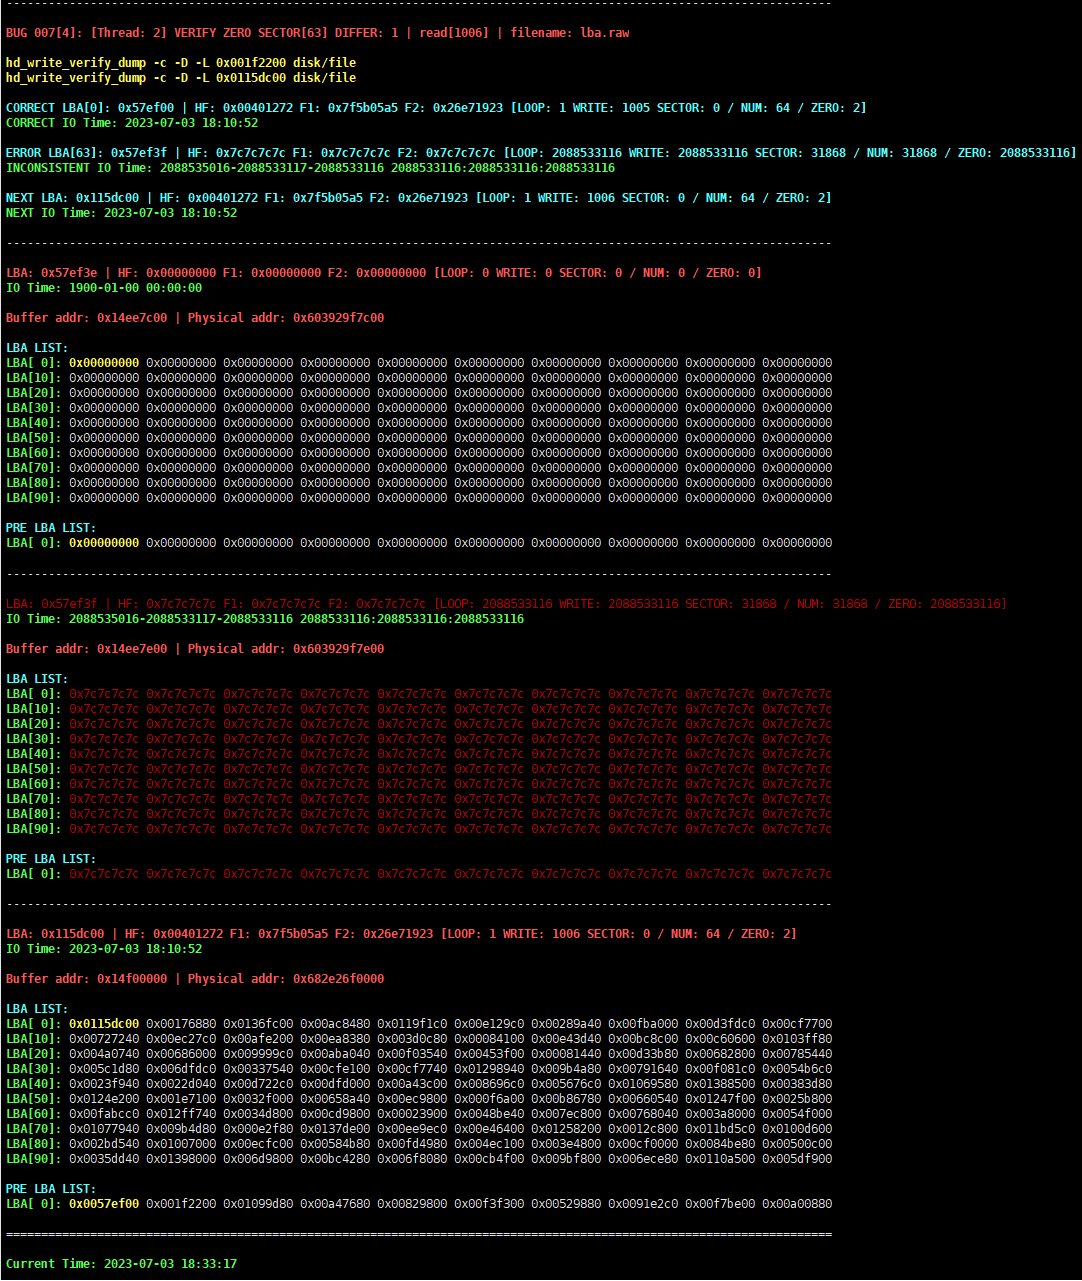 --------------------------------------------------------------------------------------------------------------
BUG 007[4]: [Thread: 2] VERIFY ZERO SECTOR[63] DIFFER: 1 | read[1006] | filename: lba.raw
hd_write_verify_dump -c -D -L 0x001f2200 disk/file
hd_write_verify_dump -c -D -L 0x0115dc00 disk/file
CORRECT LBA[0]: 0x57ef00 | HF: 0x00401272 F1: 0x7f5b05a5 F2: 0x26e71923 [LOOP: 1 WRITE: 1005 SECTOR: 0 / NUM: 64 / ZERO: 2]
CORRECT IO Time: 2023-07-03 18:10:52
ERROR LBA[63]: 0x57ef3f | HF: 0x7c7c7c7c F1: 0x7c7c7c7c F2: 0x7c7c7c7c [LOOP: 2088533116 WRITE: 2088533116 SECTOR: 31868 / NUM: 31868 / ZERO: 2088533116]
INCONSISTENT IO Time: 2088535016-2088533117-2088533116 2088533116:2088533116:2088533116
NEXT LBA: 0x115dc00 | HF: 0x00401272 F1: 0x7f5b05a5 F2: 0x26e71923 [LOOP: 1 WRITE: 1006 SECTOR: 0 / NUM: 64 / ZERO: 2]
NEXT IO Time: 2023-07-03 18:10:52
--------------------------------------------------------------------------------------------------------------
LBA: 0x57ef3e | HF: 0x00000000 F1: 0x00000000 F2: 0x00000000 [LOOP: 0 WRITE: 0 SECTOR: 0 / NUM: 0 / ZERO: 0]
IO Time: 1900-01-00 00:00:00
Buffer addr: 0x14ee7c00 | Physical addr: 0x603929f7c00
LBA LIST:
LBA[ 0]: 0x00000000 0x00000000 0x00000000 0x00000000 0x00000000 0x00000000 0x00000000 0x00000000 0x00000000 0x00000000
LBA[10]: 0x00000000 0x00000000 0x00000000 0x00000000 0x00000000 0x00000000 0x00000000 0x00000000 0x00000000 0x00000000
LBA[20]: 0x00000000 0x00000000 0x00000000 0x00000000 0x00000000 0x00000000 0x00000000 0x00000000 0x00000000 0x00000000
LBA[30]: 0x00000000 0x00000000 0x00000000 0x00000000 0x00000000 0x00000000 0x00000000 0x00000000 0x00000000 0x00000000
LBA[40]: 0x00000000 0x00000000 0x00000000 0x00000000 0x00000000 0x00000000 0x00000000 0x00000000 0x00000000 0x00000000
LBA[50]: 0x00000000 0x00000000 0x00000000 0x00000000 0x00000000 0x00000000 0x00000000 0x00000000 0x00000000 0x00000000
LBA[60]: 0x00000000 0x00000000 0x00000000 0x00000000 0x00000000 0x00000000 0x00000000 0x00000000 0x00000000 0x00000000
LBA[70]: 0x00000000 0x00000000 0x00000000 0x00000000 0x00000000 0x00000000 0x00000000 0x00000000 0x00000000 0x00000000
LBA[80]: 0x00000000 0x00000000 0x00000000 0x00000000 0x00000000 0x00000000 0x00000000 0x00000000 0x00000000 0x00000000
LBA[90]: 0x00000000 0x00000000 0x00000000 0x00000000 0x00000000 0x00000000 0x00000000 0x00000000 0x00000000 0x00000000
PRE LBA LIST:
LBA[ 0]: 0x00000000 0x00000000 0x00000000 0x00000000 0x00000000 0x00000000 0x00000000 0x00000000 0x00000000 0x00000000
--------------------------------------------------------------------------------------------------------------
LBA: 0x57ef3f | HF: 0x7c7c7c7c F1: 0x7c7c7c7c F2: 0x7c7c7c7c [LOOP: 2088533116 WRITE: 2088533116 SECTOR: 31868 / NUM: 31868 / ZERO: 2088533116]
IO Time: 2088535016-2088533117-2088533116 2088533116:2088533116:2088533116
Buffer addr: 0x14ee7e00 | Physical addr: 0x603929f7e00
LBA LIST:
LBA[ 0]: 0x7c7c7c7c 0x7c7c7c7c 0x7c7c7c7c 0x7c7c7c7c 0x7c7c7c7c 0x7c7c7c7c 0x7c7c7c7c 0x7c7c7c7c 0x7c7c7c7c 0x7c7c7c7c
LBA[10]: 0x7c7c7c7c 0x7c7c7c7c 0x7c7c7c7c 0x7c7c7c7c 0x7c7c7c7c 0x7c7c7c7c 0x7c7c7c7c 0x7c7c7c7c 0x7c7c7c7c 0x7c7c7c7c
LBA[20]: 0x7c7c7c7c 0x7c7c7c7c 0x7c7c7c7c 0x7c7c7c7c 0x7c7c7c7c 0x7c7c7c7c 0x7c7c7c7c 0x7c7c7c7c 0x7c7c7c7c 0x7c7c7c7c
LBA[30]: 0x7c7c7c7c 0x7c7c7c7c 0x7c7c7c7c 0x7c7c7c7c 0x7c7c7c7c 0x7c7c7c7c 0x7c7c7c7c 0x7c7c7c7c 0x7c7c7c7c 0x7c7c7c7c
LBA[40]: 0x7c7c7c7c 0x7c7c7c7c 0x7c7c7c7c 0x7c7c7c7c 0x7c7c7c7c 0x7c7c7c7c 0x7c7c7c7c 0x7c7c7c7c 0x7c7c7c7c 0x7c7c7c7c
LBA[50]: 0x7c7c7c7c 0x7c7c7c7c 0x7c7c7c7c 0x7c7c7c7c 0x7c7c7c7c 0x7c7c7c7c 0x7c7c7c7c 0x7c7c7c7c 0x7c7c7c7c 0x7c7c7c7c
LBA[60]: 0x7c7c7c7c 0x7c7c7c7c 0x7c7c7c7c 0x7c7c7c7c 0x7c7c7c7c 0x7c7c7c7c 0x7c7c7c7c 0x7c7c7c7c 0x7c7c7c7c 0x7c7c7c7c
LBA[70]: 0x7c7c7c7c 0x7c7c7c7c 0x7c7c7c7c 0x7c7c7c7c 0x7c7c7c7c 0x7c7c7c7c 0x7c7c7c7c 0x7c7c7c7c 0x7c7c7c7c 0x7c7c7c7c
LBA[80]: 0x7c7c7c7c 0x7c7c7c7c 0x7c7c7c7c 0x7c7c7c7c 0x7c7c7c7c 0x7c7c7c7c 0x7c7c7c7c 0x7c7c7c7c 0x7c7c7c7c 0x7c7c7c7c
LBA[90]: 0x7c7c7c7c 0x7c7c7c7c 0x7c7c7c7c 0x7c7c7c7c 0x7c7c7c7c 0x7c7c7c7c 0x7c7c7c7c 0x7c7c7c7c 0x7c7c7c7c 0x7c7c7c7c
PRE LBA LIST:
LBA[ 0]: 0x7c7c7c7c 0x7c7c7c7c 0x7c7c7c7c 0x7c7c7c7c 0x7c7c7c7c 0x7c7c7c7c 0x7c7c7c7c 0x7c7c7c7c 0x7c7c7c7c 0x7c7c7c7c
--------------------------------------------------------------------------------------------------------------
LBA: 0x115dc00 | HF: 0x00401272 F1: 0x7f5b05a5 F2: 0x26e71923 [LOOP: 1 WRITE: 1006 SECTOR: 0 / NUM: 64 / ZERO: 2]
IO Time: 2023-07-03 18:10:52
Buffer addr: 0x14f00000 | Physical addr: 0x682e26f0000
LBA LIST:
LBA[ 0]: 0x0115dc00 0x00176880 0x0136fc00 0x00ac8480 0x0119f1c0 0x00e129c0 0x00289a40 0x00fba000 0x00d3fdc0 0x00cf7700
LBA[10]: 0x00727240 0x00ec27c0 0x00afe200 0x00ea8380 0x003d0c80 0x00084100 0x00e43d40 0x00bc8c00 0x00c60600 0x0103ff80
LBA[20]: 0x004a0740 0x00686000 0x009999c0 0x00aba040 0x00f03540 0x00453f00 0x00081440 0x00d33b80 0x00682800 0x00785440
LBA[30]: 0x005c1d80 0x006dfdc0 0x00337540 0x00cfe100 0x00cf7740 0x01298940 0x009b4a80 0x00791640 0x00f081c0 0x0054b6c0
LBA[40]: 0x0023f940 0x0022d040 0x00d722c0 0x00dfd000 0x00a43c00 0x008696c0 0x005676c0 0x01069580 0x01388500 0x00383d80
LBA[50]: 0x0124e200 0x001e7100 0x0032f000 0x00658a40 0x00ec9800 0x000f6a00 0x00b86780 0x00660540 0x01247f00 0x0025b800
LBA[60]: 0x00fabcc0 0x012ff740 0x0034d800 0x00cd9800 0x00023900 0x0048be40 0x007ec800 0x00768040 0x003a8000 0x0054f000
LBA[70]: 0x01077940 0x009b4d80 0x000e2f80 0x0137de00 0x00ee9ec0 0x00e46400 0x01258200 0x0012c800 0x011bd5c0 0x0100d600
LBA[80]: 0x002bd540 0x01007000 0x00ecfc00 0x00584b80 0x00fd4980 0x004ec100 0x003e4800 0x00cf0000 0x0084be80 0x00500c00
LBA[90]: 0x0035dd40 0x01398000 0x006d9800 0x00bc4280 0x006f8080 0x00cb4f00 0x009bf800 0x006ece80 0x0110a500 0x005df900
PRE LBA LIST:
LBA[ 0]: 0x0057ef00 0x001f2200 0x01099d80 0x00a47680 0x00829800 0x00f3f300 0x00529880 0x0091e2c0 0x00f7be00 0x00a00880
==============================================================================================================
Current Time: 2023-07-03 18:33:17